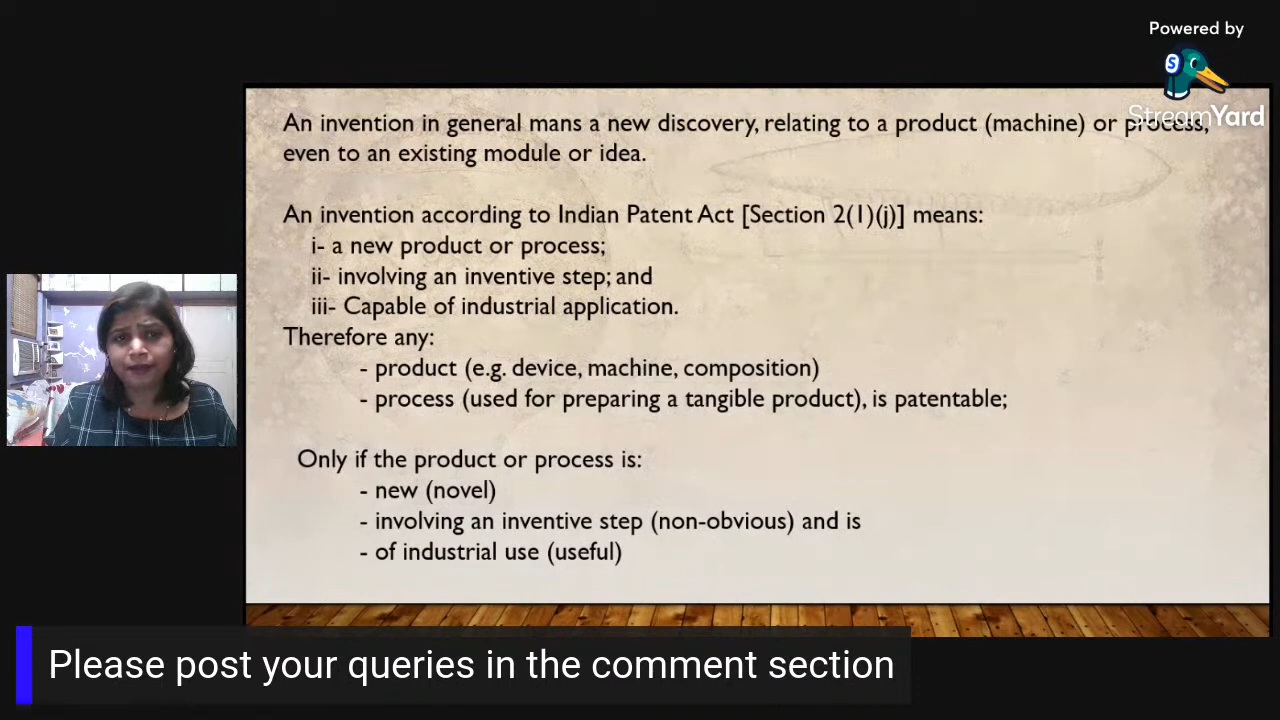 Powered by
S
StreamYard
An invention in general mans a new discovery, relating to a product (machine) or process,
even to an existing module or idea.
An invention according to Indian Patent Act [Section 2(1)(j)] means:
i- a new product or process;
ii- involving an inventive step; and
iii- Capable of industrial application.
Therefore any:
- product (e.g. device, machine, composition)
- process (used for preparing a tangible product), is patentable;
Only if the product or process is:
- new (novel)
- involving an inventive step (non-obvious) and is
- of industrial use (useful)
Please post your queries in the comment section